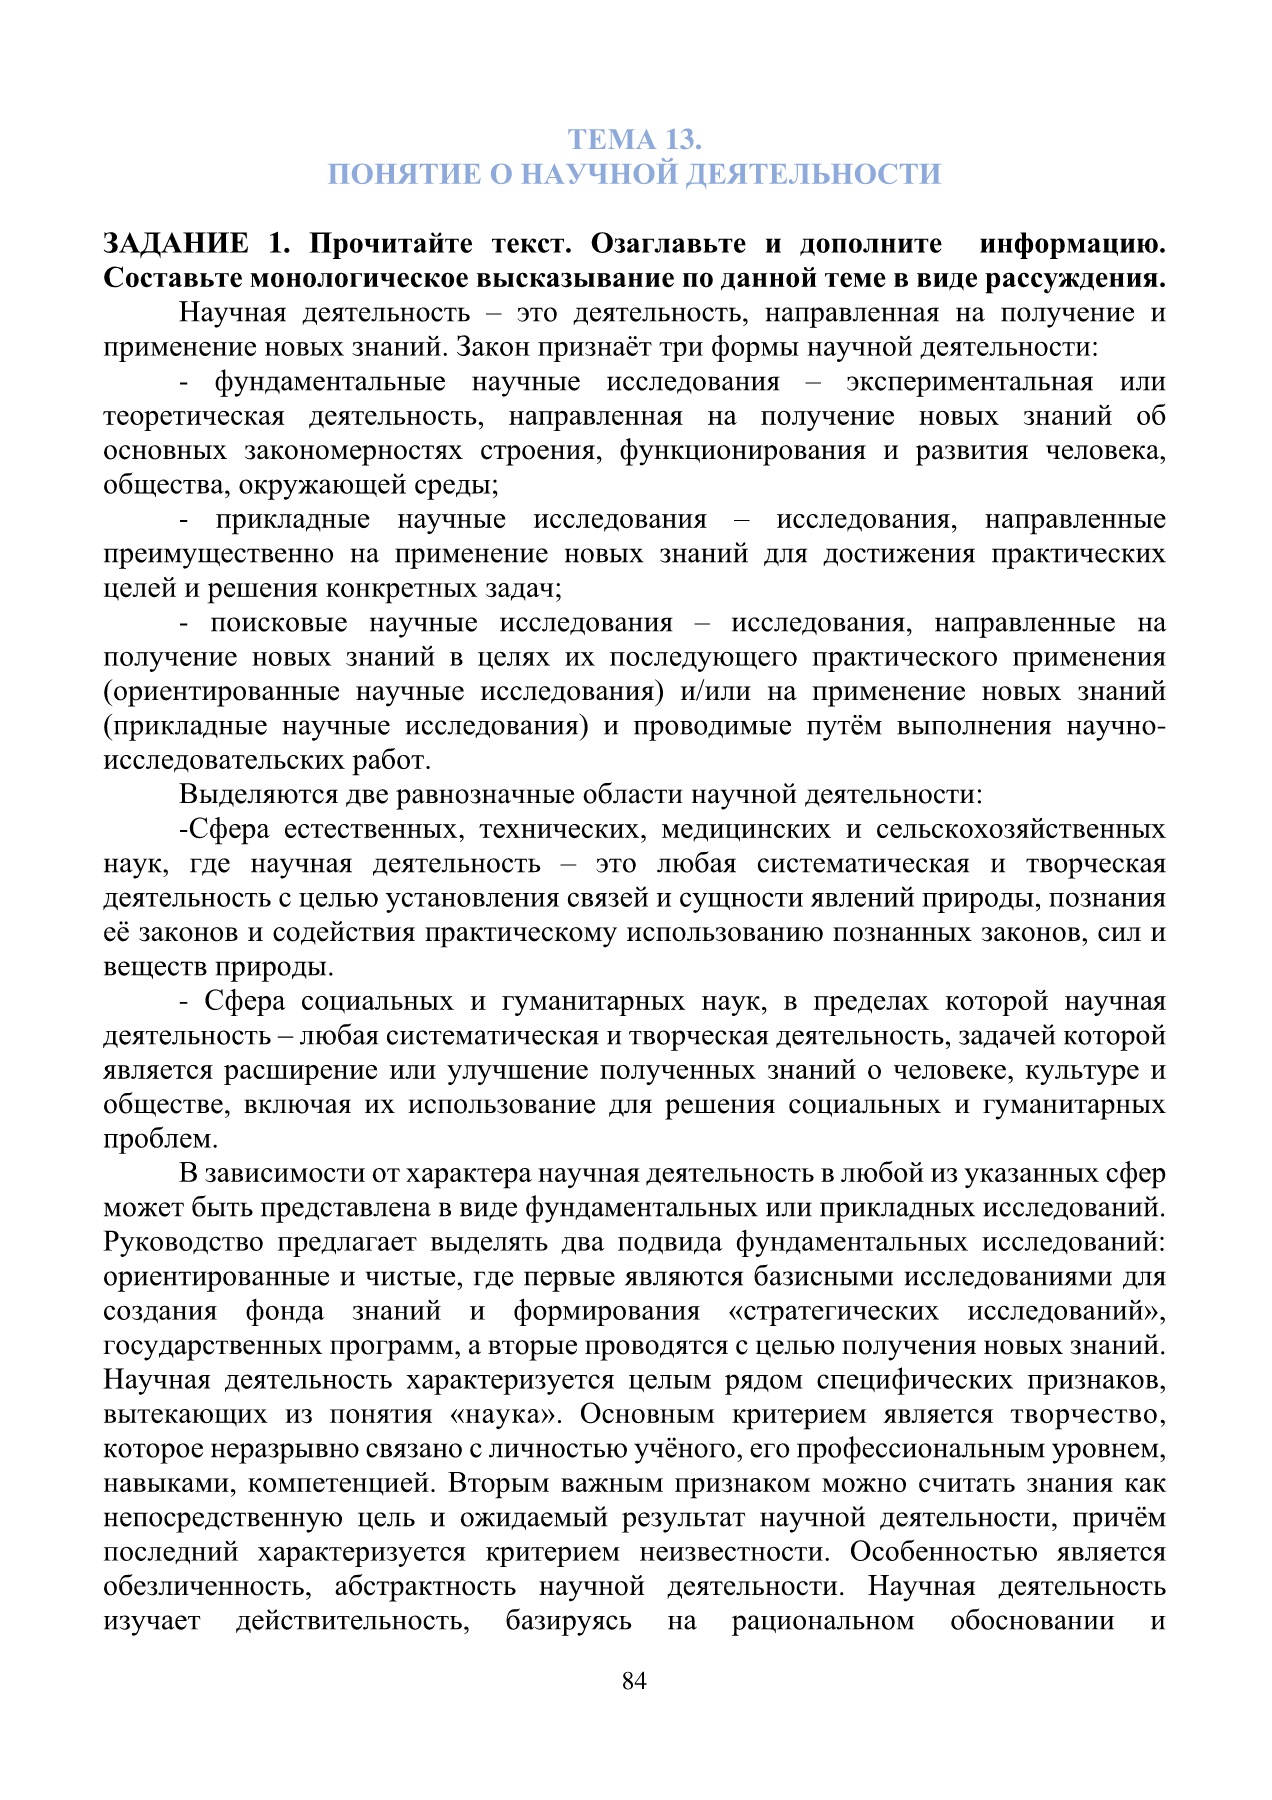 ТЕМА 13.
ПОНЯТИЕ О НАУЧНОЙ ДЕЯТЕЛЬНОСТИ
ЗАДАНИЕ 1. Прочитайте текст. Озаглавьте и дополните информацию.
Составьте монологическое высказывание по данной теме в виде рассуждения.
Научная деятельность – это деятельность, направленная на получение и
применение новых знаний. Закон признаёт три формы научной деятельности:
- фундаментальные научные исследования – экспериментальная или
теоретическая деятельность, направленная на получение новых знаний об
основных закономерностях строения, функционирования и развития человека,
общества, окружающей среды;
- прикладные научные исследования – исследования, направленные
преимущественно на применение новых знаний для достижения практических
целей и решения конкретных задач;
- поисковые научные исследования – исследования, направленные на
получение новых знаний в целях их последующего практического применения
(ориентированные научные исследования) и/или на применение новых знаний
(прикладные научные исследования) и проводимые путём выполнения научно-
исследовательских работ.
Выделяются две равнозначные области научной деятельности:
-Сфера естественных, технических, медицинских и сельскохозяйственных
наук, где научная деятельность – это любая систематическая и творческая
деятельность с целью установления связей и сущности явлений природы, познания
её законов и содействия практическому использованию познанных законов, сил и
веществ природы.
- Сфера социальных и гуманитарных наук, в пределах которой научная
деятельность – любая систематическая и творческая деятельность, задачей которой
является расширение или улучшение полученных знаний о человеке, культуре и
обществе, включая их использование для решения социальных и гуманитарных
проблем.
В зависимости от характера научная деятельность в любой из указанных сфер
может быть представлена в виде фундаментальных или прикладных исследований.
Руководство предлагает выделять два подвида фундаментальных исследований:
ориентированные и чистые, где первые являются базисными исследованиями для
создания фонда знаний и формирования «стратегических исследований»,
государственных программ, а вторые проводятся с целью получения новых знаний.
Научная деятельность характеризуется целым рядом специфических признаков,
вытекающих из понятия «наука». Основным критерием является творчество,
которое неразрывно связано с личностью учёного, его профессиональным уровнем,
навыками, компетенцией. Вторым важным признаком можно считать знания как
непосредственную цель и ожидаемый результат научной деятельности, причём
последний характеризуется критерием неизвестности. Особенностью является
обезличенность, абстрактность научной деятельности. Научная деятельность
изучает действительность, базируясь на рациональном обосновании и
84